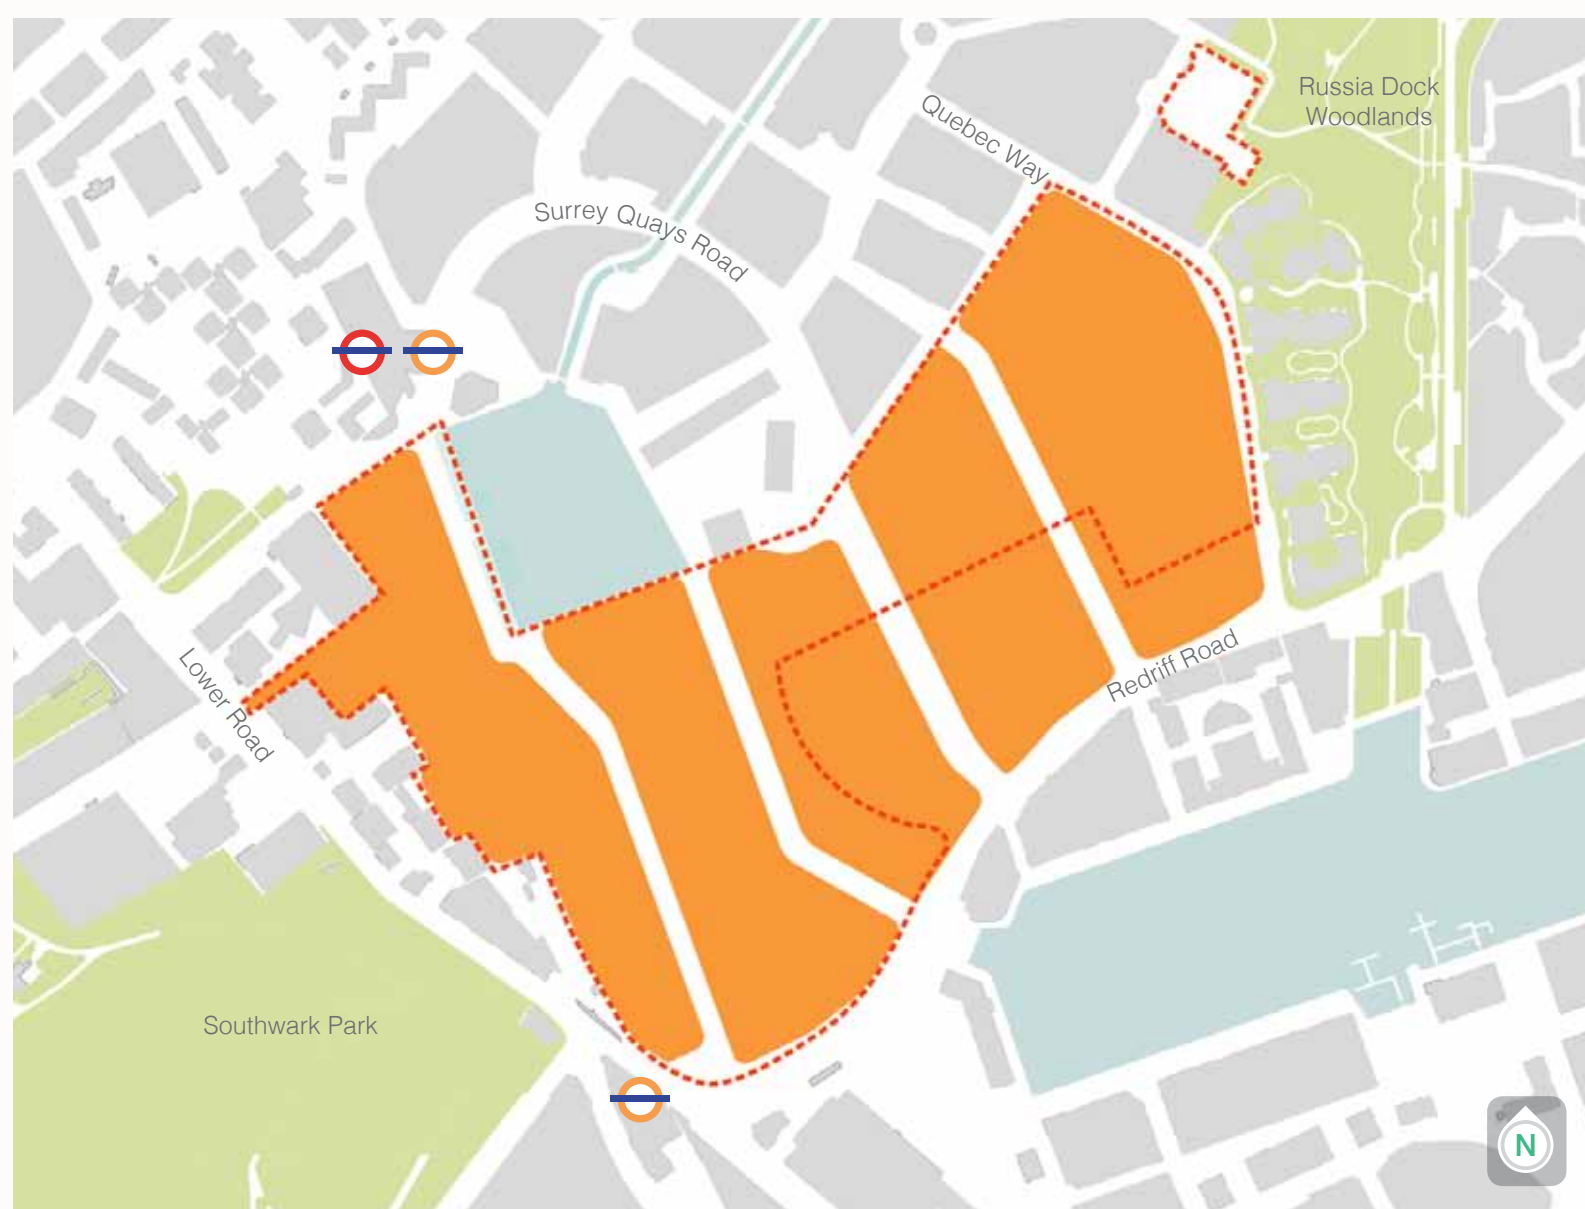 Russia Dock
Woodlands
Quebec Way
Surrey Quays Road
Lower Road
Redriff Road
Southwark Park
N